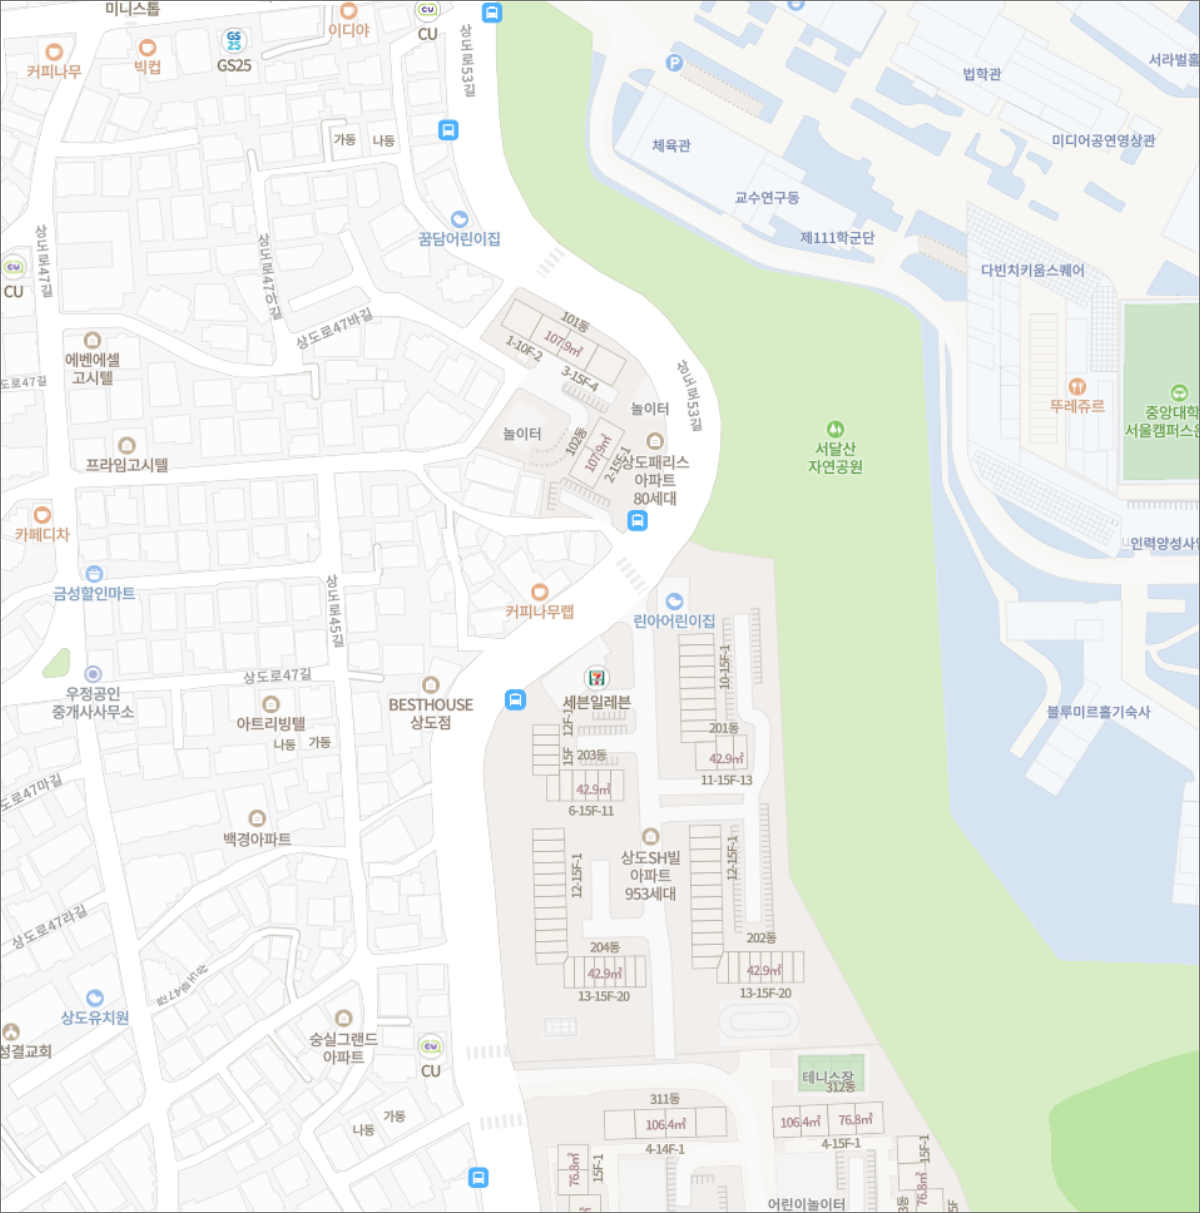 미니스톱
이디야
CU
GS
25
GS25
커피나무
빅컵
상도로53길
P
법학관
서라벌홀
미디어공연영상관
체육관
교수연구동
제111학군단
다빈치키움스퀘어
가동
나동
꿈담어린이집
상도로47길
CU
상도로47바길
에벤에셀
고시텔
도로47길
101동
107.9㎡
1-10F-2
3-15F-4
놀이터
놀이터
상도로53길
102동
107.9㎡
2-15F-1
상도패리스
아파트
80세대
서달산
자연공원
뚜레쥬르
중앙대학
서울캠퍼스운
프라임고시텔
카페디차
금성할인마트
상도로45길
커피나무랩
린아어린이집
인력양성사업
상도로47길
우정공인
중개사사무소
아트리빙텔
나동
가동
BESTHOUSE
상도점
세븐일레븐
12F-1
15F
203동
42.9㎡
6-15F-11
10-15F-1
201동
42.9㎡
11-15F-13
블루미르홀기숙사
도로47마길
백경아파트
상도SH빌
아파트
953세대
12-15F-1
12-15F-1
상도로47라길
204동
42.9㎡
13-15F-20
202동
42.9㎡
13-15F-20
상도유치원
성결교회
숭실그랜드
아파트
CU
테니스장
312동
311동
106.4㎡
4-14F-1
106.4㎡
76.8㎡
4-15F-1
가동
나동
76.8㎡
15F-1
15F-1
76.8㎡
어린이놀이터